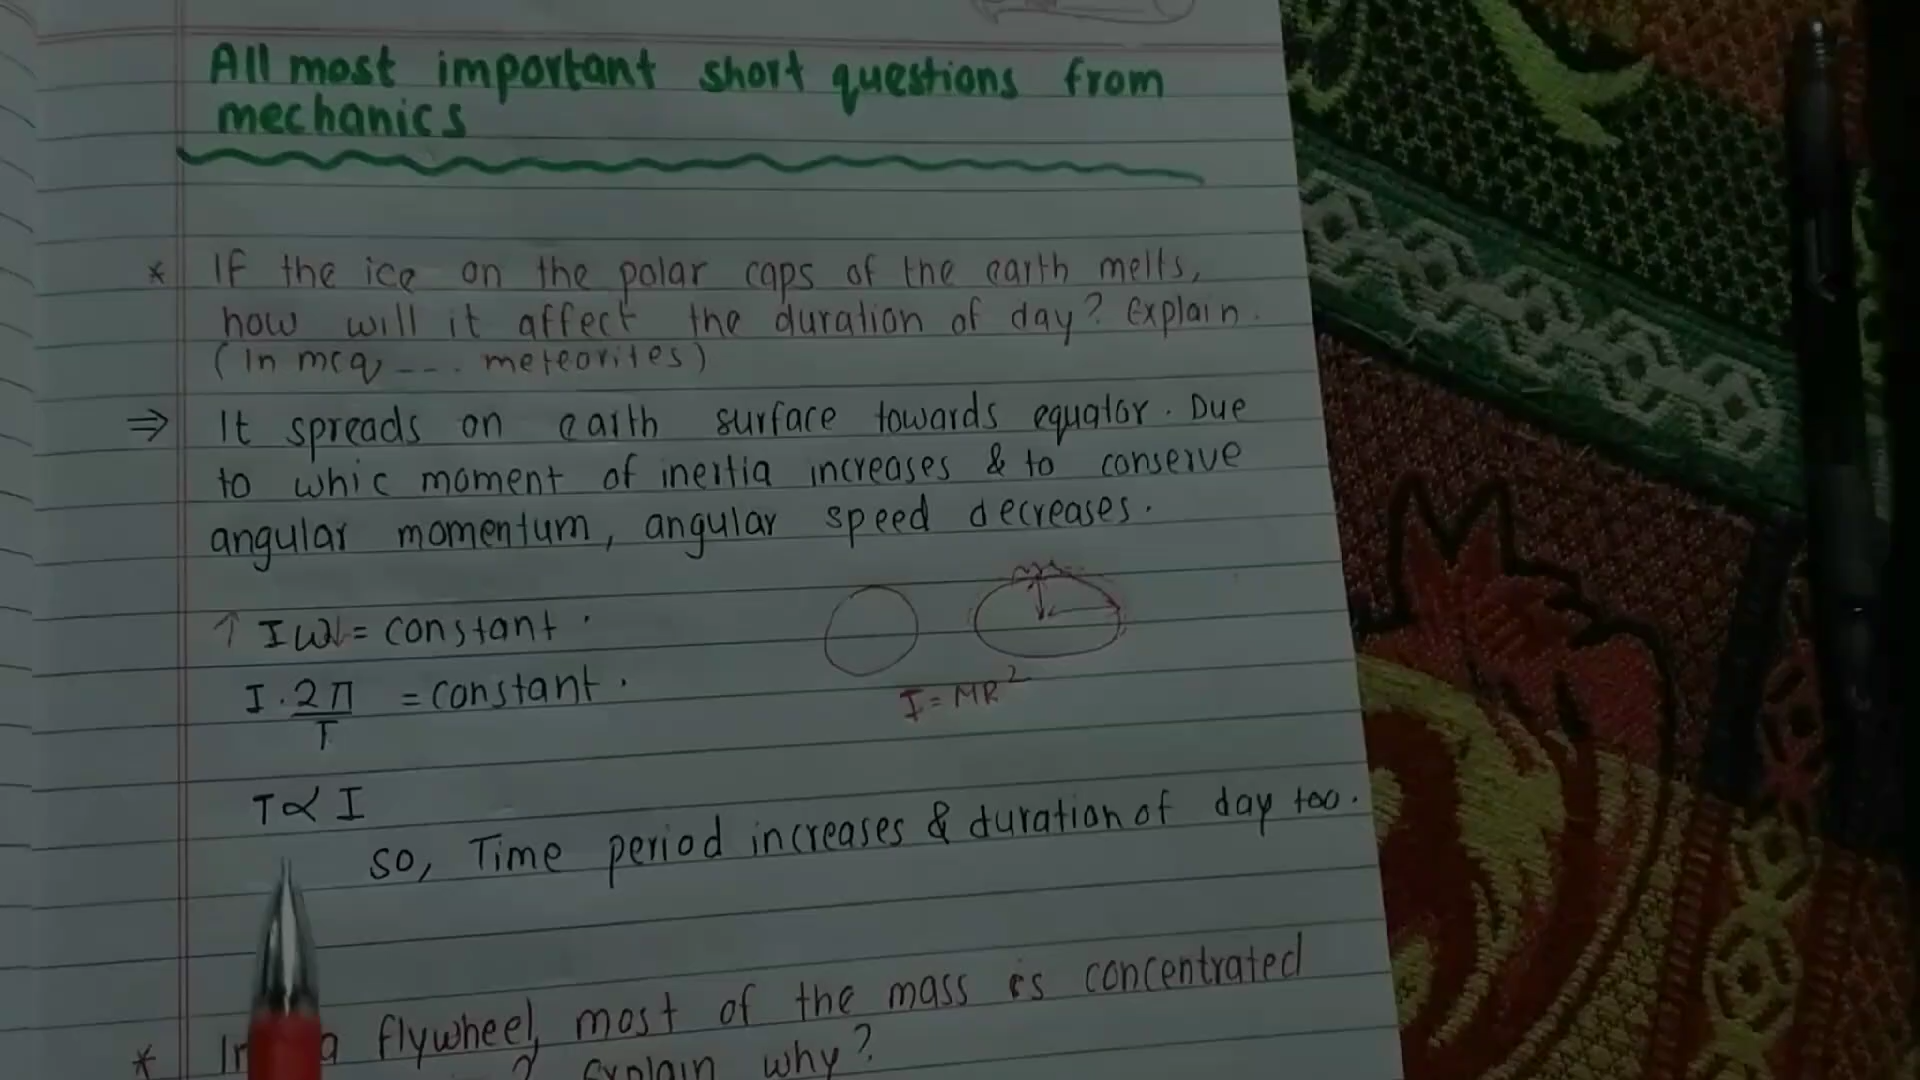 All most important short questions from
mechanics
* If the ice on the polar caps of the earth melts,
how will it affect the duration of day? Explain.
(In mcq ---. meteorites)
⇒ It spreads on earth surface towards equator. Due
to whic moment of inertia increases & to conserve
angular momentum, angular speed decreases.
↑ I ω↓ = constant.
I . 2π/T = constant.
I = MR²
T ∝ I
so, Time period increases & duration of day too.
* In a flywheel, most of the mass is concentrated
? Explain why?